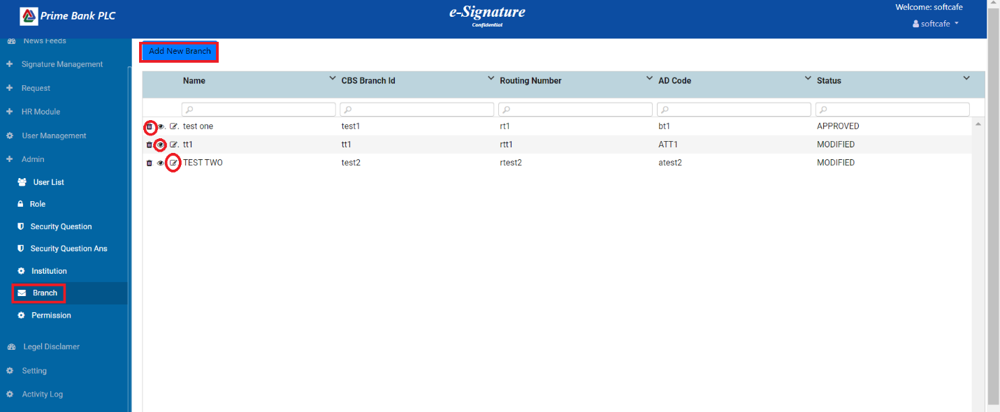 Prime Bank PLC
e-Signature
Confidential
Welcome: softcafe
softcafe
News Feeds
Signature Management
Request
HR Module
User Management
Admin
User List
Role
Security Question
Security Question Ans
Institution
Branch
Permission
Legel Disclamer
Setting
Activity Log
Add New Branch
Name CBS Branch Id Routing Number AD Code Status
test one test1 rt1 bt1 APPROVED
tt1 tt1 rtt1 ATT1 MODIFIED
TEST TWO test2 rtest2 atest2 MODIFIED